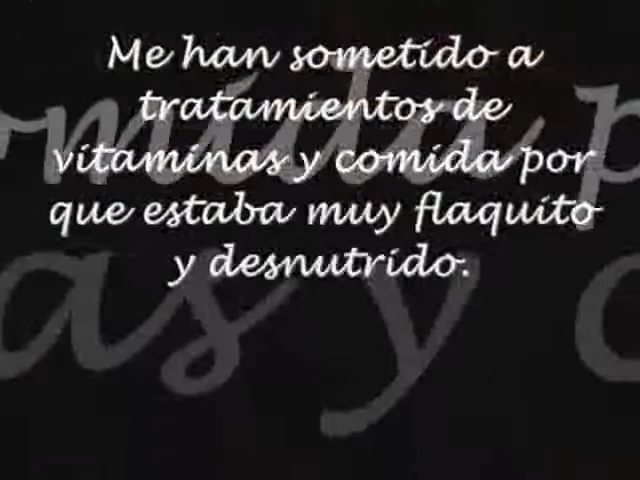 Me han sometido a
tratamientos de
vitaminas y comida por
que estaba muy flaquito
y desnutrido.